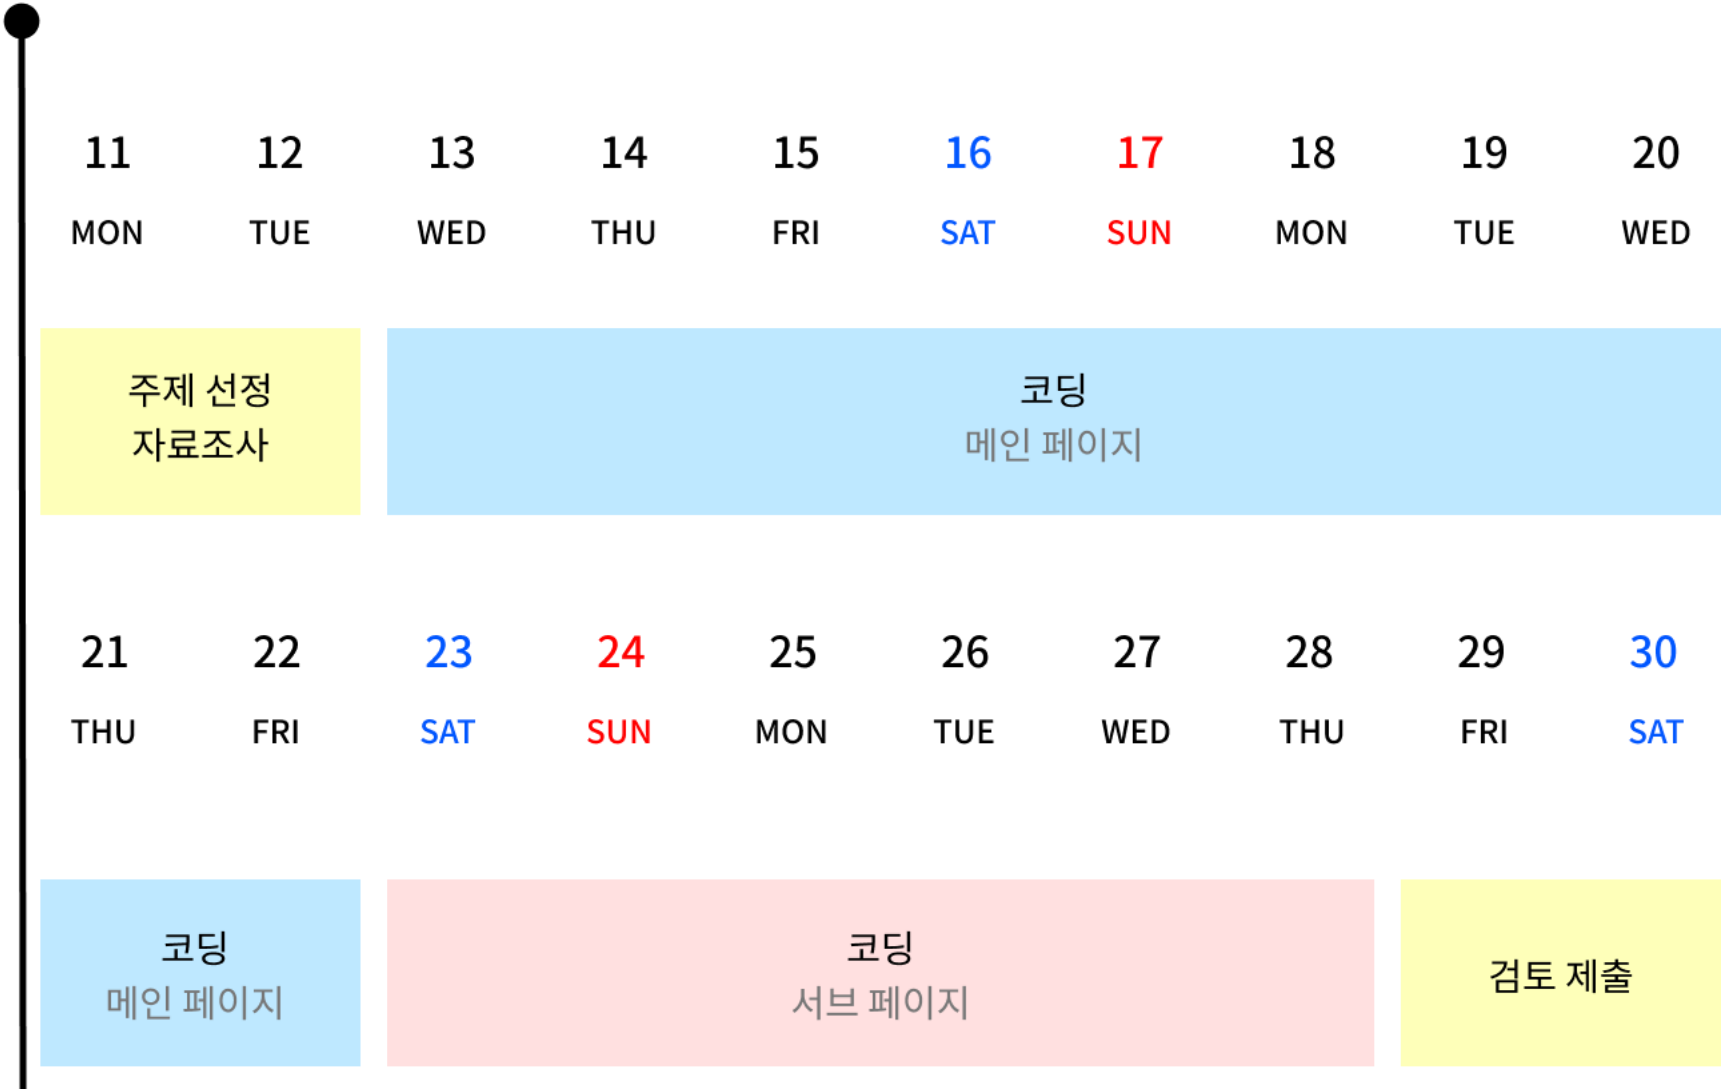 11 12 13 14 15 16 17 18 19 20
MON TUE WED THU FRI SAT SUN MON TUE WED
주제 선정
자료조사
코딩
메인 페이지
21 22 23 24 25 26 27 28 29 30
THU FRI SAT SUN MON TUE WED THU FRI SAT
코딩
메인 페이지
코딩
서브 페이지
검토 제출